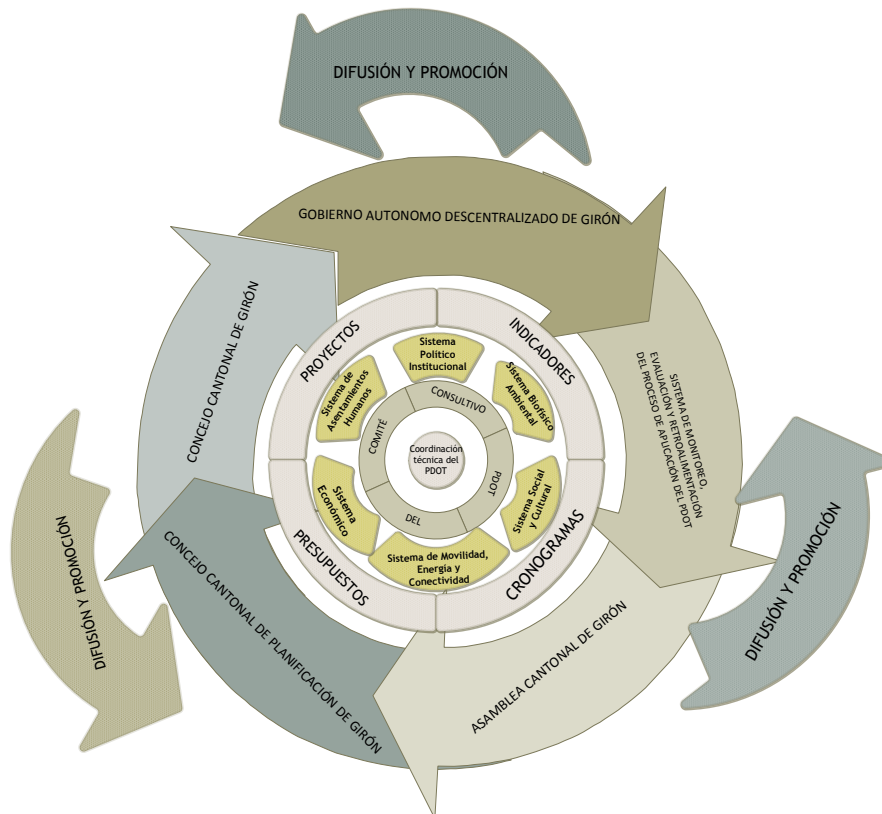 DIFUSIÓN Y PROMOCIÓN
GOBIERNO AUTONOMO DESCENTRALIZADO DE GIRÓN
SISTEMA DE MONITOREO,
EVALUACIÓN Y RETROALIMENTACIÓN
DEL PROCESO DE APLICACIÓN DEL PDOT
DIFUSIÓN Y PROMOCIÓN
ASAMBLEA CANTONAL DE GIRÓN
CONCEJO CANTONAL DE PLANIFICACIÓN DE GIRÓN
DIFUSIÓN Y PROMOCIÓN
CONCEJO CANTONAL DE GIRÓN
PROYECTOS
INDICADORES
CRONOGRAMAS
PRESUPUESTOS
Sistema
Político
Institucional
Sistema Biofísico
Ambiental
Sistema Social
y Cultural
Sistema de Movilidad,
Energía y
Conectividad
Sistema
Económico
Sistema de
Asentamientos
Humanos
COMITÉ
CONSULTIVO
DEL
PDOT
Coordinación
técnica del
PDOT